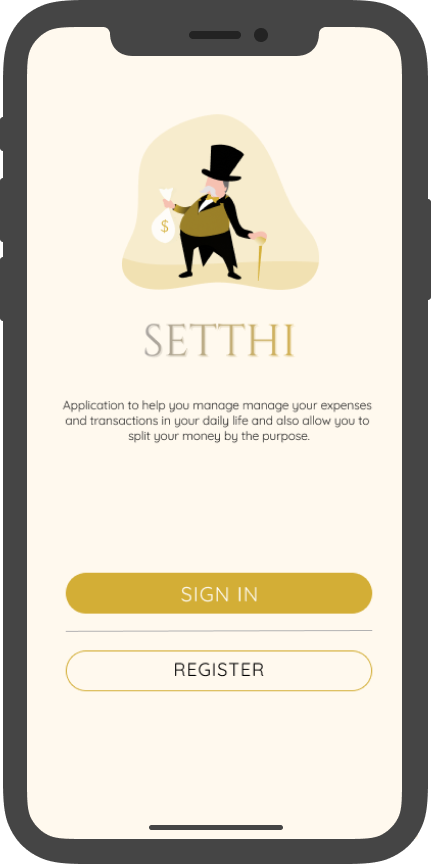 $
SETTHI
Application to help you manage manage your expenses
and transactions in your daily life and also allow you to
split your money by the purpose.
SIGN IN
REGISTER